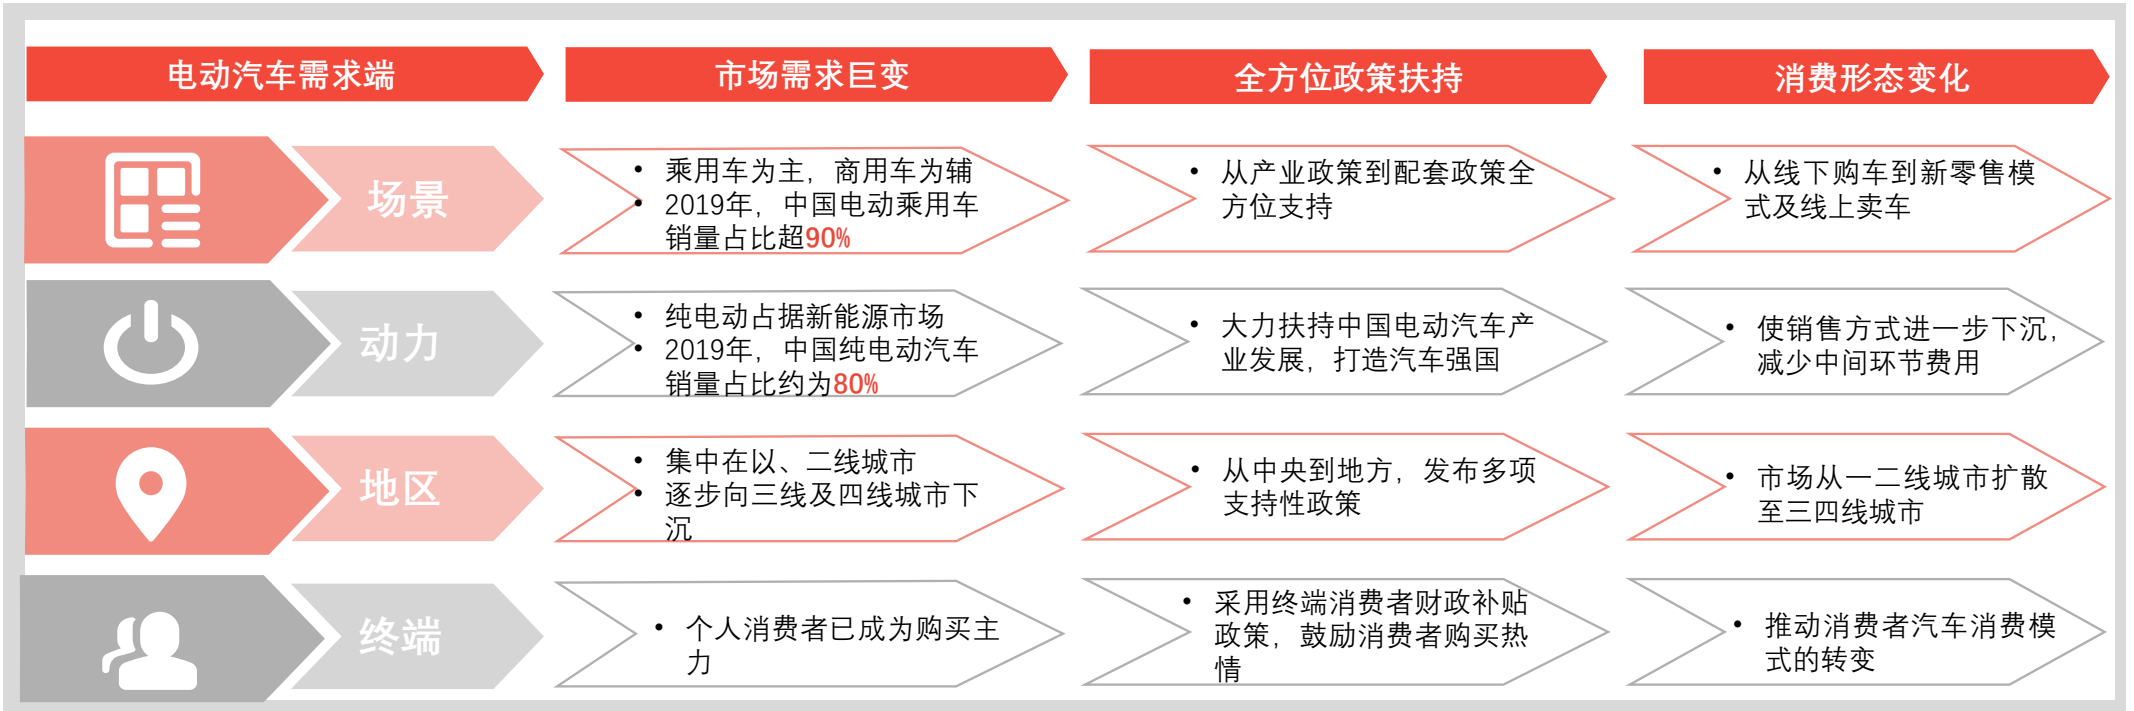 电动汽车需求端
市场需求巨变
全方位政策扶持
消费形态变化
场景
• 乘用车为主，商用车为辅
• 2019年，中国电动乘用车
销量占比超90%
• 从产业政策到配套政策全
方位支持
• 从线下购车到新零售模
式及线上卖车
动力
• 纯电动占据新能源市场
• 2019年，中国纯电动汽车
销量占比约为80%
• 大力扶持中国电动汽车产
业发展，打造汽车强国
• 使销售方式进一步下沉，
减少中间环节费用
地区
• 集中在以、二线城市
• 逐步向三线及四线城市下
沉
• 从中央到地方，发布多项
支持性政策
• 市场从一二线城市扩散
至三四线城市
终端
• 个人消费者已成为购买主
力
• 采用终端消费者财政补贴
政策，鼓励消费者购买热
情
• 推动消费者汽车消费模
式的转变